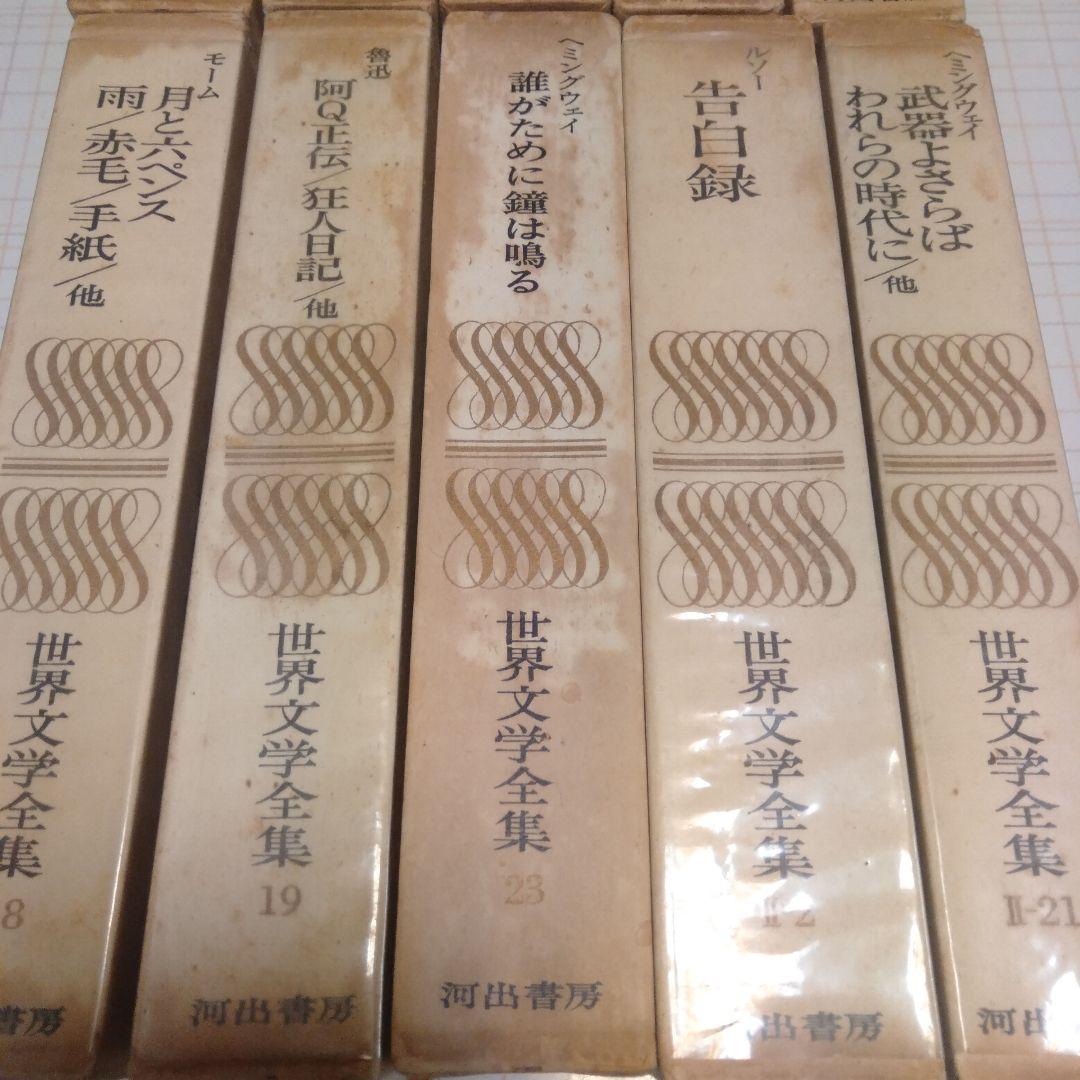 モーム
月と六ペンス
雨/赤毛/手紙/他
世界文学全集
8
書房
魯迅
阿Q正伝/狂人日記/他
世界文学全集
19
河出書房
ヘミングウェイ
誰がために鐘は鳴る
世界文学全集
23
河出書房
ルソー
告白録
世界文学全集
II-2
出書房
ヘミングウェイ
武器よさらば
われらの時代に/他
世界文学全集
II-21
河出